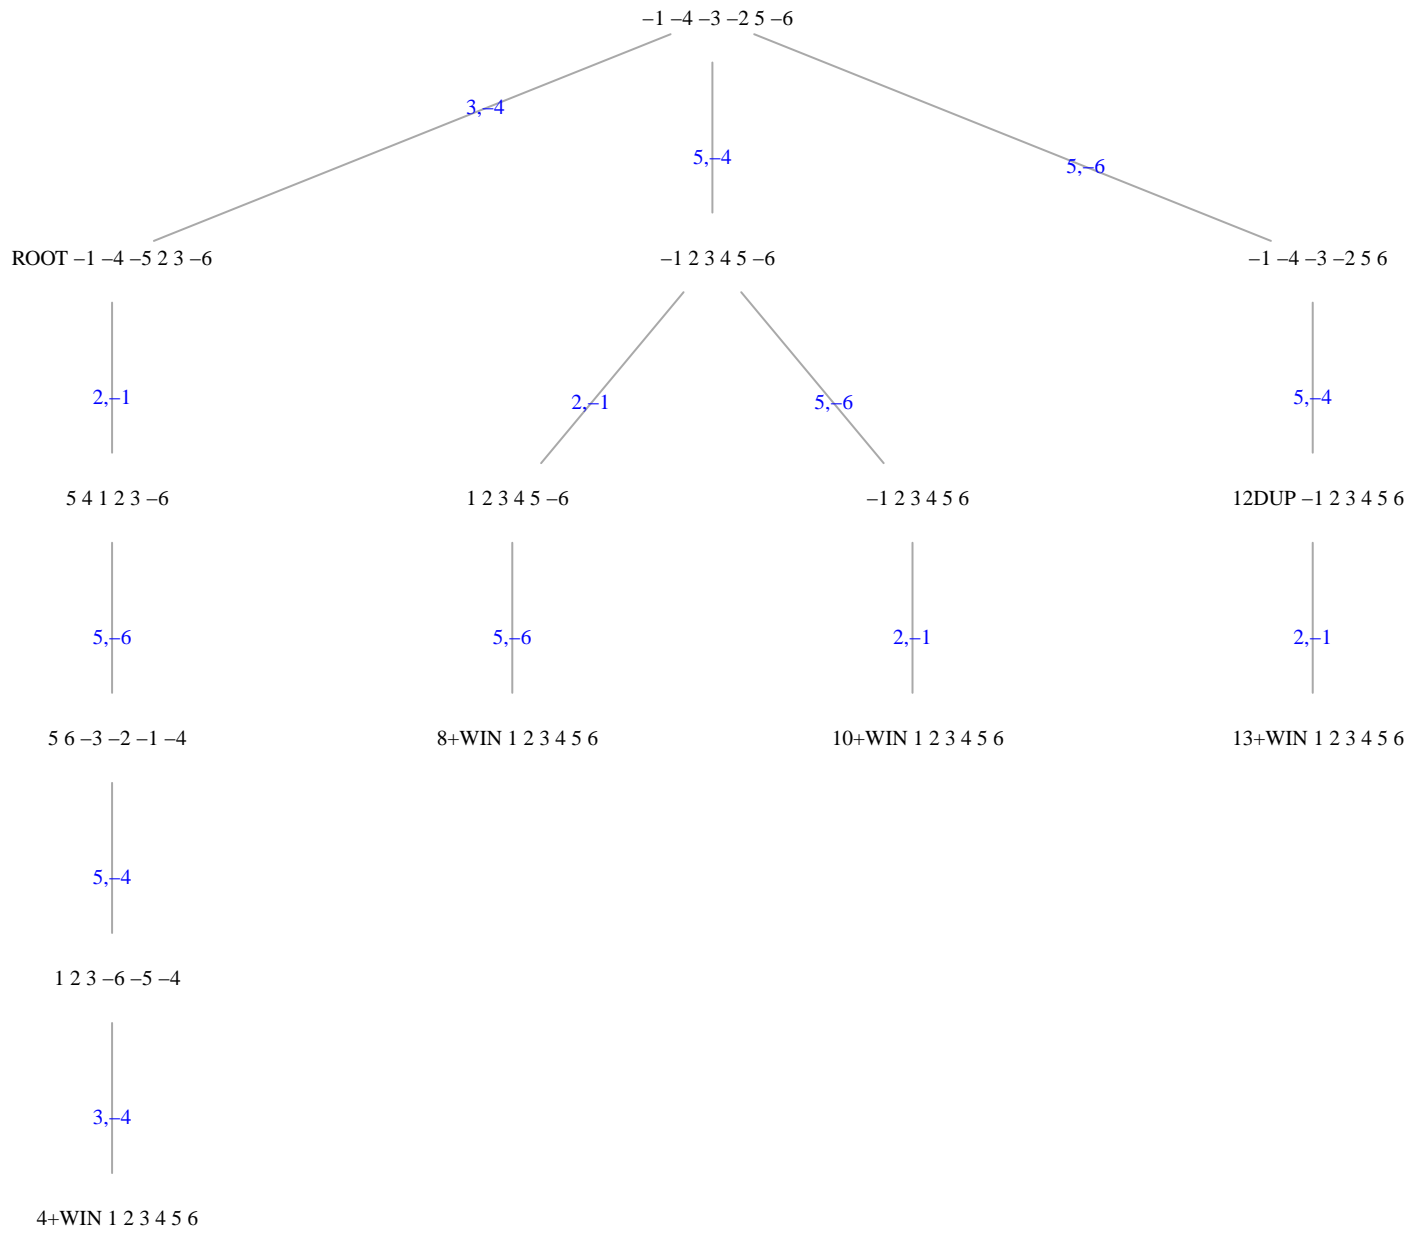 –1 –4 –3 –2 5 –6
3,–4
5,–4
5,–6
ROOT –1 –4 –5 2 3 –6
–1 2 3 4 5 –6
–1 –4 –3 –2 5 6
2,–1
2,–1
5,–6
5,–4
5 4 1 2 3 –6
1 2 3 4 5 –6
–1 2 3 4 5 6
12DUP –1 2 3 4 5 6
5,–6
5,–6
2,–1
2,–1
5 6 –3 –2 –1 –4
8+WIN 1 2 3 4 5 6
10+WIN 1 2 3 4 5 6
13+WIN 1 2 3 4 5 6
5,–4
1 2 3 –6 –5 –4
3,–4
4+WIN 1 2 3 4 5 6